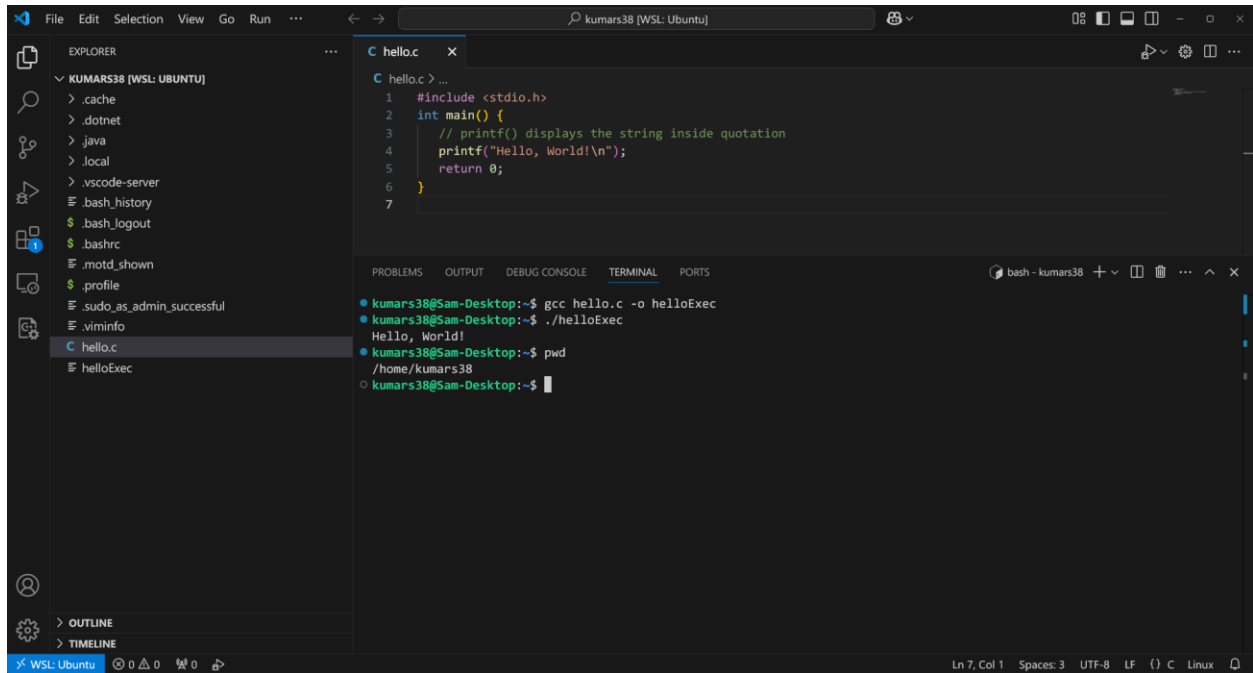 File Edit Selection View Go Run ···
kumars38 [WSL: Ubuntu]
EXPLORER
KUMARS38 [WSL: UBUNTU]
.cache
.dotnet
.java
.local
.vscode-server
.bash_history
$ .bash_logout
$ .bashrc
.motd_shown
$ .profile
.sudo_as_admin_successful
.viminfo
C hello.c
helloExec
OUTLINE
TIMELINE
1
C hello.c
C hello.c > ...
1 #include <stdio.h>
2 int main() {
3 // printf() displays the string inside quotation
4 printf("Hello, World!\n");
5 return 0;
6 }
7
PROBLEMS OUTPUT DEBUG CONSOLE TERMINAL PORTS
bash - kumars38
kumars38@Sam-Desktop:~$ gcc hello.c -o helloExec
kumars38@Sam-Desktop:~$ ./helloExec
Hello, World!
kumars38@Sam-Desktop:~$ pwd
/home/kumars38
kumars38@Sam-Desktop:~$
WSL: Ubuntu 0 0 0
Ln 7, Col 1 Spaces: 3 UTF-8 LF {} C Linux